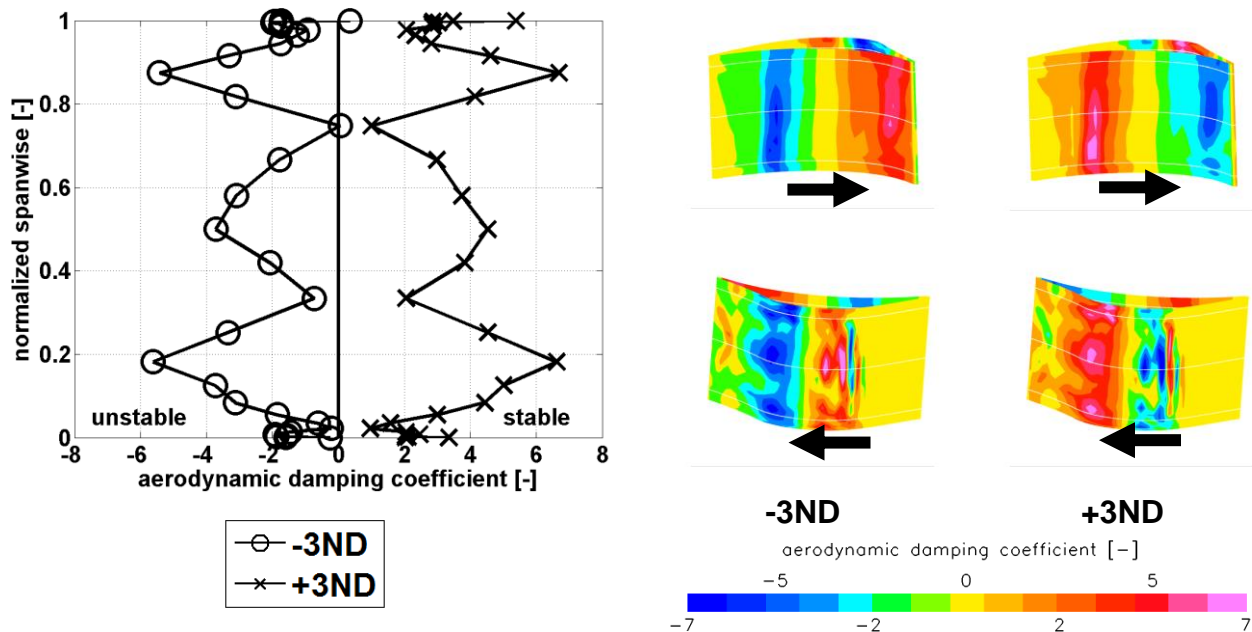 1
0.8
0.6
0.4
0.2
0
normalized spanwise [-]
unstable
stable
-8 -6 -4 -2 0 2 4 6 8
aerodynamic damping coefficient [-]
-3ND
+3ND
-3ND
+3ND
aerodynamic damping coefficient [-]
-5 0 5
-7 -2 2 7